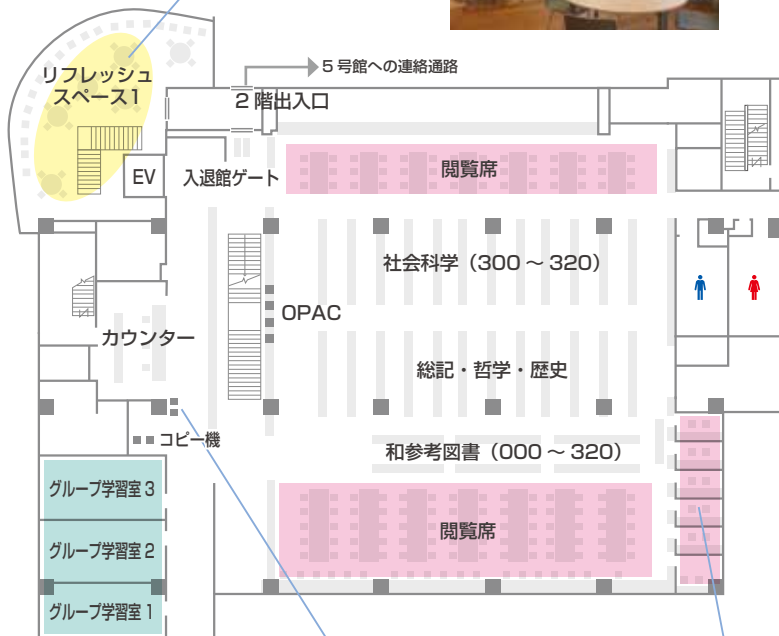 5号館への連絡通路
リフレッシュ
スペース1
2階出入口
EV
入退館ゲート
閲覧席
社会科学（300～320）
OPAC
カウンター
総記・哲学・歴史
コピー機
和参考図書（000～320）
グループ学習室3
閲覧席
グループ学習室2
グループ学習室1